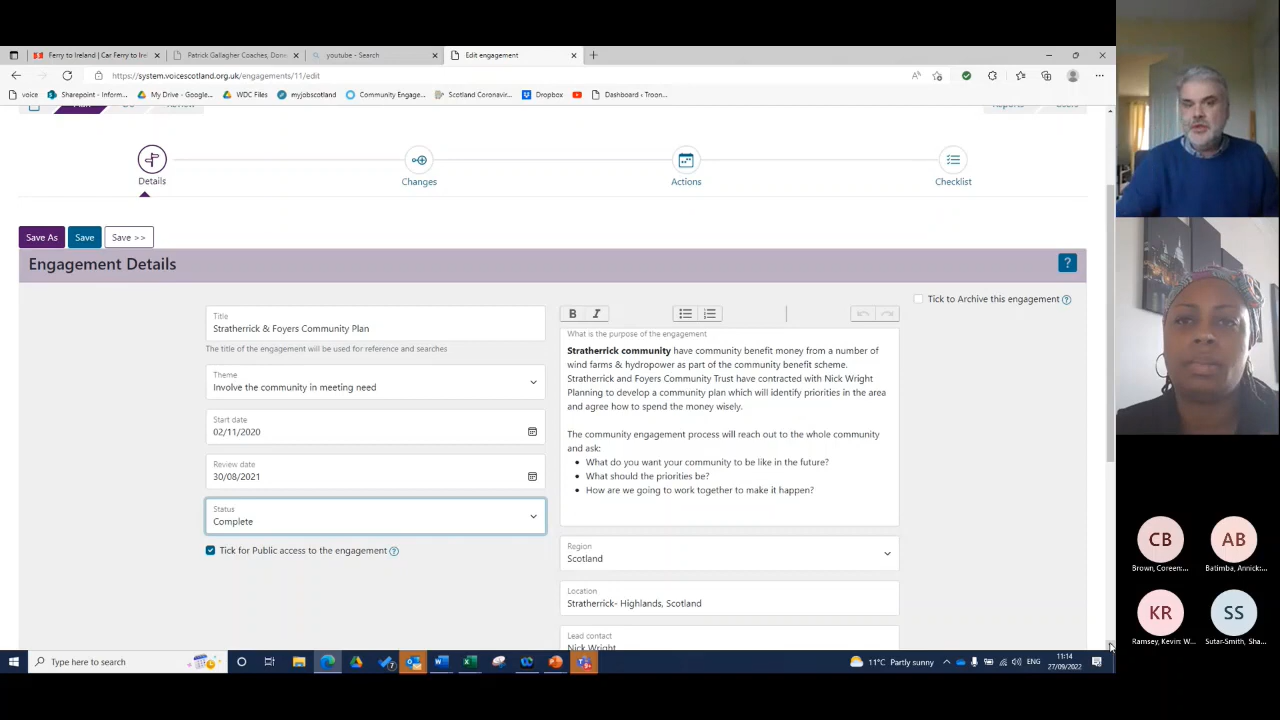 Ferry to Ireland | Car Ferry to Ire
Patrick Gallagher Coaches, Done
youtube - Search
Edit engagement
https://system.voicescotland.org.uk/engagements/11/edit
voice
Sharepoint - Inform...
My Drive - Google...
WDC Files
myjobscotland
Community Engage...
Scotland Coronavir...
Dropbox
Dashboard ‹ Troon...
Details
Changes
Actions
Checklist
Save As
Save
Save >>
Engagement Details
?
Title
Stratherrick & Foyers Community Plan
The title of the engagement will be used for reference and searches
Theme
Involve the community in meeting need
Start date
02/11/2020
Review date
30/08/2021
Status
Complete
Tick for Public access to the engagement
B I
What is the purpose of the engagement
Stratherrick community have community benefit money from a number of
wind farms & hydropower as part of the community benefit scheme.
Stratherrick and Foyers Community Trust have contracted with Nick Wright
Planning to develop a community plan which will identify priorities in the area
and agree how to spend the money wisely.
The community engagement process will reach out to the whole community
and ask:
• What do you want your community to be like in the future?
• What should the priorities be?
• How are we going to work together to make it happen?
Region
Scotland
Location
Stratherrick- Highlands, Scotland
Lead contact
Nick Wright
Tick to Archive this engagement
CB
Brown, Coreen:...
AB
Batimba, Annick:...
KR
Ramsey, Kevin: W...
SS
Sutar-Smith, Sha...
Type here to search
11°C Partly sunny
ENG
11:14
27/09/2022